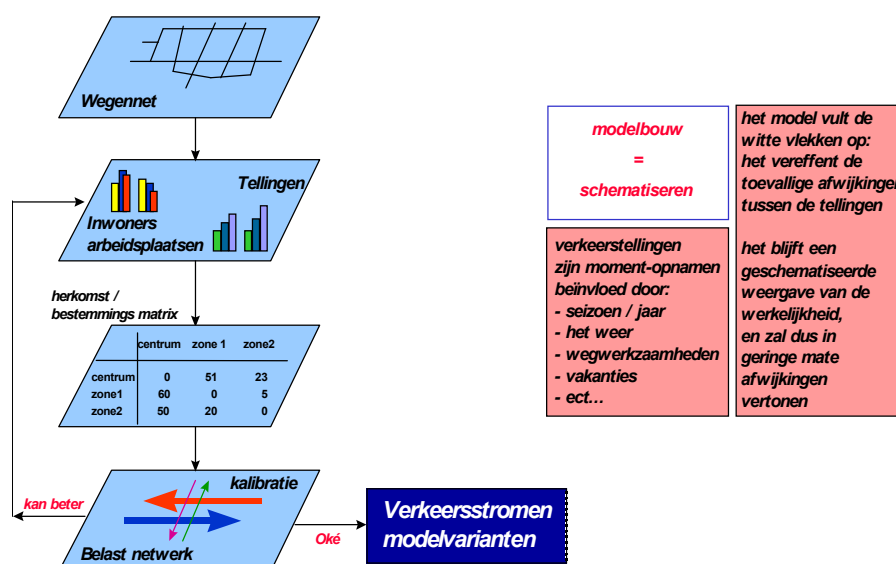 Wegennet
Tellingen
Inwoners
arbeidsplaatsen
herkomst /
bestemmings matrix
centrum zone 1 zone2
centrum 0 51 23
zone1 60 0 5
zone2 50 20 0
kalibratie
kan beter
Belast netwerk
Oké
Verkeersstromen
modelvarianten
modelbouw
=
schematiseren
verkeerstellingen
zijn moment-opnamen
beïnvloed door:
- seizoen / jaar
- het weer
- wegwerkzaamheden
- vakanties
- ect...
het model vult de
witte vlekken op:
het vereffent de
toevallige afwijkingen
tussen de tellingen
het blijft een
geschematiseerde
weergave van de
werkelijkheid,
en zal dus in
geringe mate
afwijkingen
vertonen